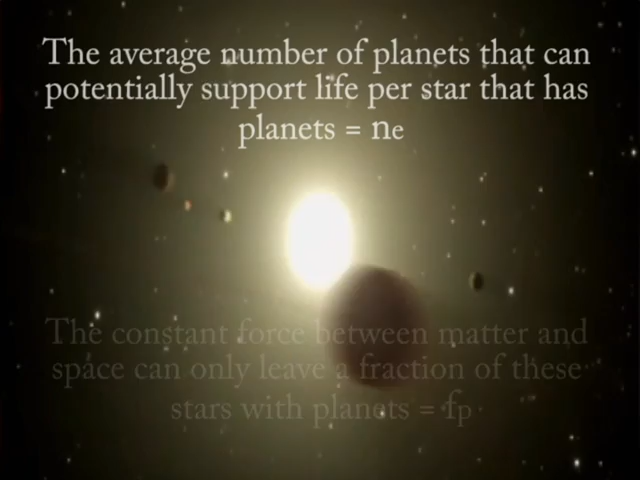 The average number of planets that can
potentially support life per star that has
planets = ne
The constant force between matter and
space can only leave a fraction of these
stars with planets = fp